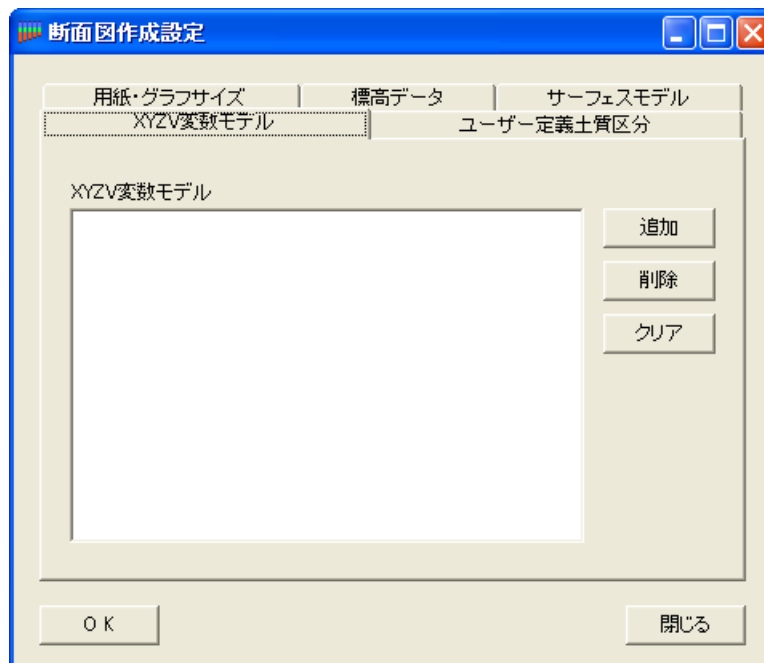 断面図作成設定
用紙・グラフサイズ 標高データ サーフェスモデル
XYZV変数モデル ユーザー定義土質区分
XYZV変数モデル
追加
削除
クリア
ＯＫ 閉じる